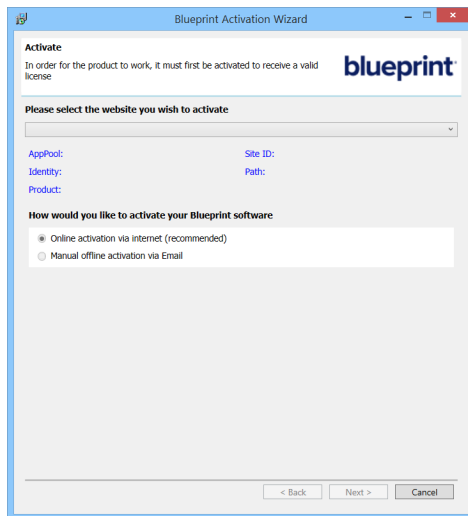 Blueprint Activation Wizard
Activate
In order for the product to work, it must first be activated to receive a valid
license
blueprint
Please select the website you wish to activate
AppPool:
Site ID:
Identity:
Path:
Product:
How would you like to activate your Blueprint software
Online activation via internet (recommended)
Manual offline activation via Email
< Back
Next >
Cancel